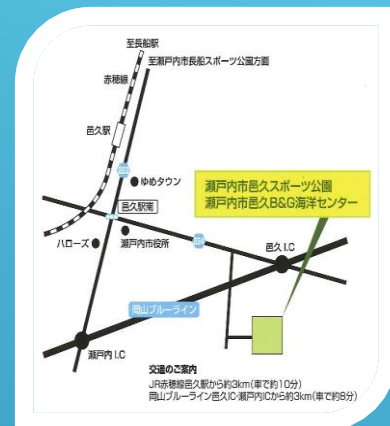 至長船駅
至瀬戸内市長船スポーツ公園方面
赤穂線
邑久駅
ゆめタウン
瀬戸内市邑久スポーツ公園
瀬戸内市邑久B&G海洋センター
邑久駅南
ハローズ
瀬戸内市役所
邑久I.C
岡山ブルーライン
瀬戸内I.C
交通のご案内
JR赤穂線邑久駅から約3km(車で約10分)
岡山ブルーライン邑久IC・瀬戸内ICから約3km(車で約6分)